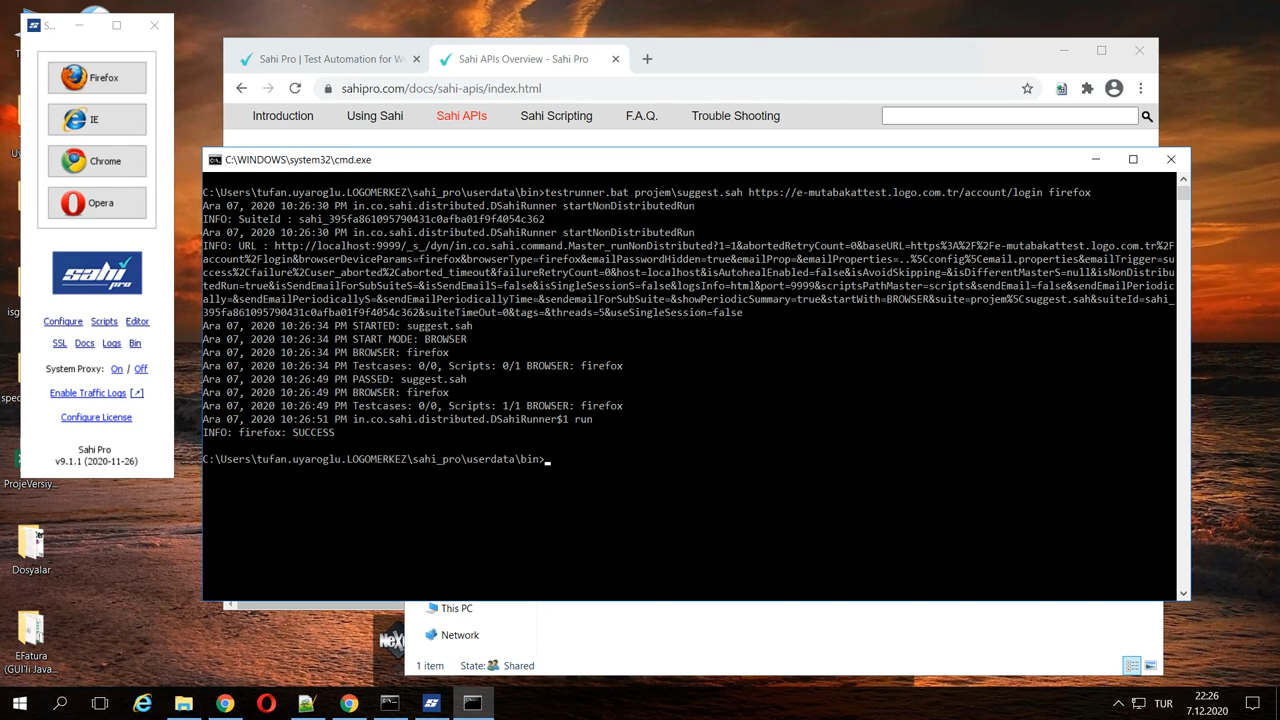 S...
Firefox
IE
Chrome
Opera
sahi
pro
Configure Scripts Editor
SSL Docs Logs Bin
System Proxy: On / Off
Enable Traffic Logs [↗]
Configure License
Sahi Pro
v9.1.1 (2020-11-26)
ProjeVersiy...
Dosyalar
EFatura
(GUI'li Java...
Sahi Pro | Test Automation for W
Sahi APIs Overview - Sahi Pro
sahipro.com/docs/sahi-apis/index.html
Introduction Using Sahi Sahi APIs Sahi Scripting F.A.Q. Trouble Shooting
C:\WINDOWS\system32\cmd.exe
C:\Users\tufan.uyaroglu.LOGOMERKEZ\sahi_pro\userdata\bin>testrunner.bat projem\suggest.sah https://e-mutabakattest.logo.com.tr/account/login firefox
Ara 07, 2020 10:26:30 PM in.co.sahi.distributed.DSahiRunner startNonDistributedRun
INFO: SuiteId : sahi_395fa861095790431c0afba01f9f4054c362
Ara 07, 2020 10:26:30 PM in.co.sahi.distributed.DSahiRunner startNonDistributedRun
INFO: URL : http://localhost:9999/_s_/dyn/in.co.sahi.command.Master_runNonDistributed?1=1&abortedRetryCount=0&baseURL=https%3A%2F%2Fe-mutabakattest.logo.com.tr%2F
account%2Flogin&browserDeviceParams=firefox&browserType=firefox&emailPasswordHidden=true&emailProperties=..%5Cconfig%5Cemail.properties&emailTrigger=su
ccess%2Cfailure%2Cuser_aborted%2Caborted_timeout&failureRetryCount=0&host=localhost&isAutohealEnabled=false&isAvoidSkipping=&isDifferentMasterS=null&isNonDistribu
tedRun=true&isSendEmailForSubSuiteS=&isSendEmailS=false&isSingleSessionS=false&logsInfo=html&port=9999&scriptsPathMaster=scripts&sendEmail=false&sendEmailPeriodic
ally=&sendEmailPeriodicallyS=&sendEmailPeriodicallyTime=&sendemailForSubSuite=&showPeriodicSummary=true&startWith=BROWSER&suite=projem%5Csuggest.sah&suiteId=sahi_
395fa861095790431c0afba01f9f4054c362&suiteTimeOut=0&tags=&threads=5&useSingleSession=false
Ara 07, 2020 10:26:34 PM STARTED: suggest.sah
Ara 07, 2020 10:26:34 PM START MODE: BROWSER
Ara 07, 2020 10:26:34 PM BROWSER: firefox
Ara 07, 2020 10:26:34 PM Testcases: 0/0, Scripts: 0/1 BROWSER: firefox
Ara 07, 2020 10:26:49 PM PASSED: suggest.sah
Ara 07, 2020 10:26:49 PM BROWSER: firefox
Ara 07, 2020 10:26:49 PM Testcases: 0/0, Scripts: 1/1 BROWSER: firefox
Ara 07, 2020 10:26:51 PM in.co.sahi.distributed.DSahiRunner$1 run
INFO: firefox: SUCCESS
C:\Users\tufan.uyaroglu.LOGOMERKEZ\sahi_pro\userdata\bin>
This PC
Network
1 item State: Shared
TUR
22:26
7.12.2020